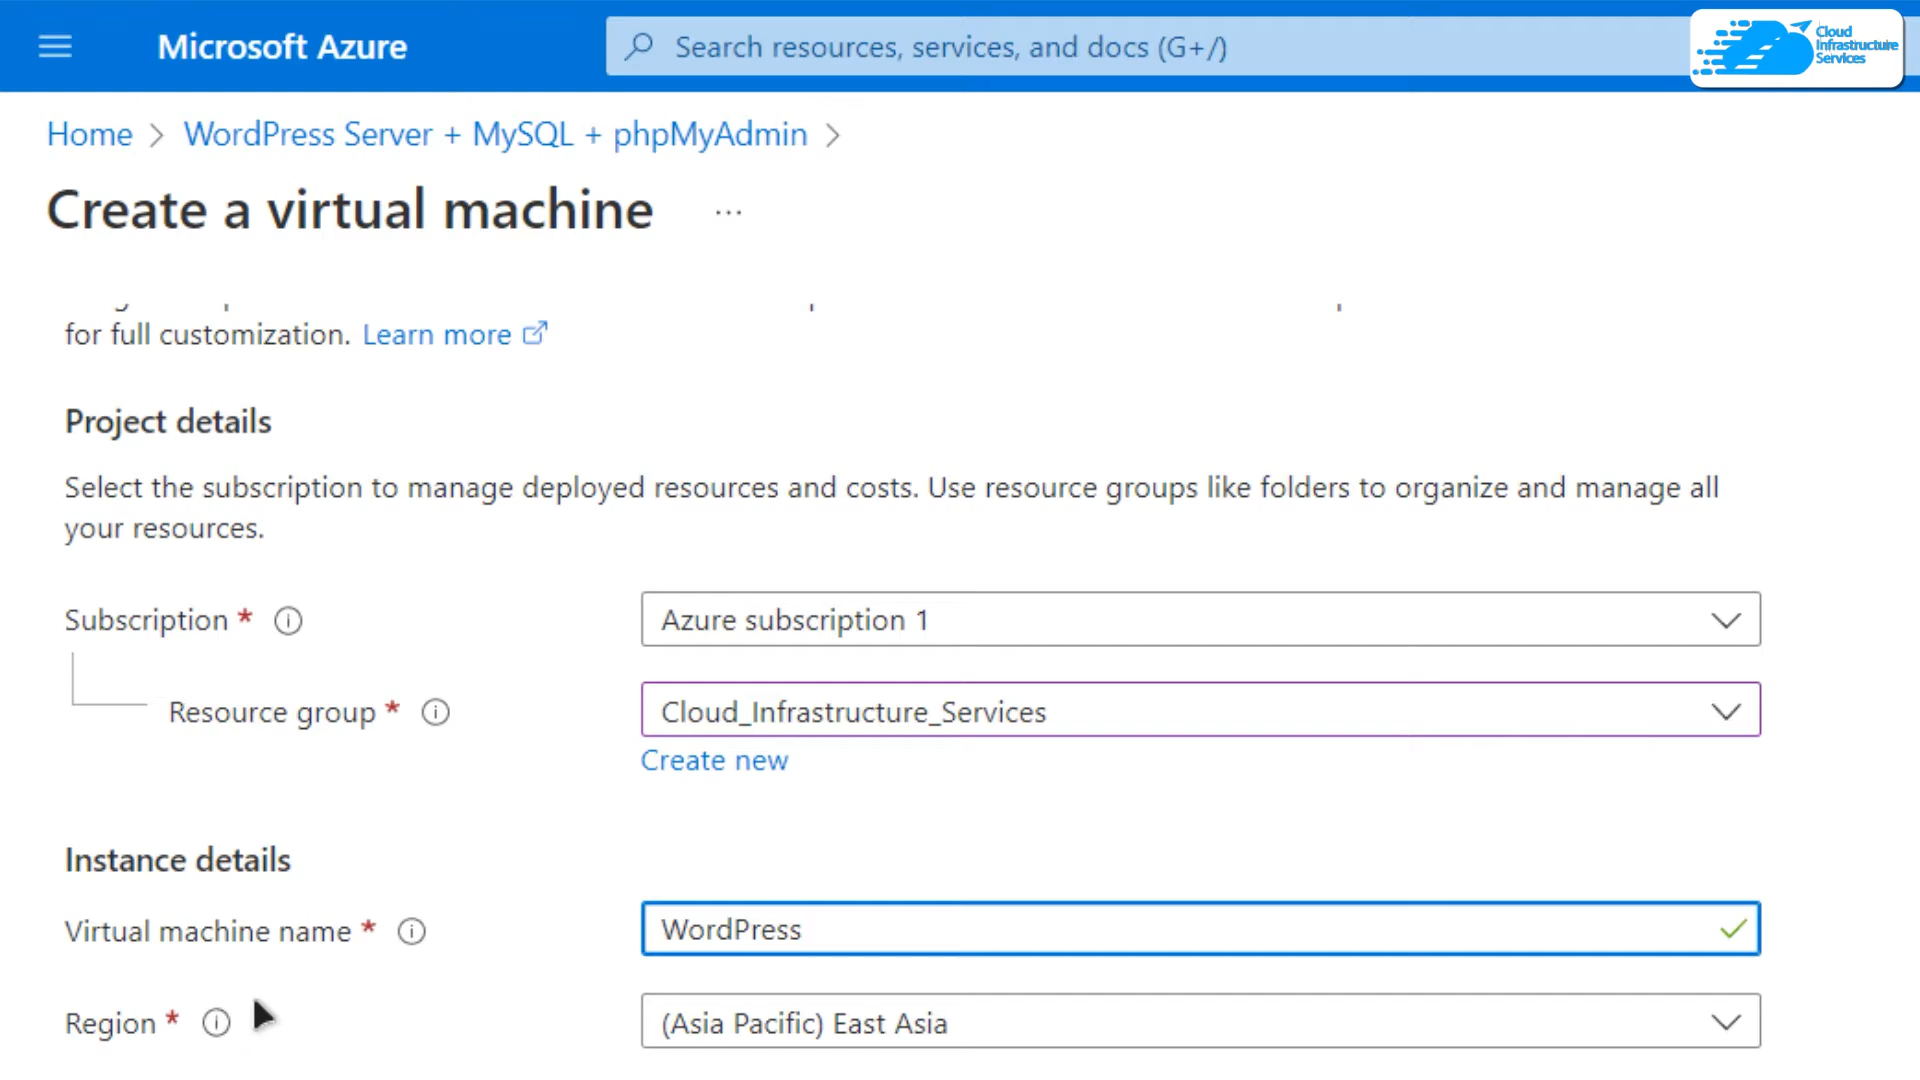 Microsoft Azure
Search resources, services, and docs (G+/)
Cloud
Infrastructure
Services
Home > WordPress Server + MySQL + phpMyAdmin >
Create a virtual machine ...
for full customization. Learn more
Project details
Select the subscription to manage deployed resources and costs. Use resource groups like folders to organize and manage all
your resources.
Subscription *
Azure subscription 1
Resource group *
Cloud_Infrastructure_Services
Create new
Instance details
Virtual machine name *
WordPress
Region *
(Asia Pacific) East Asia